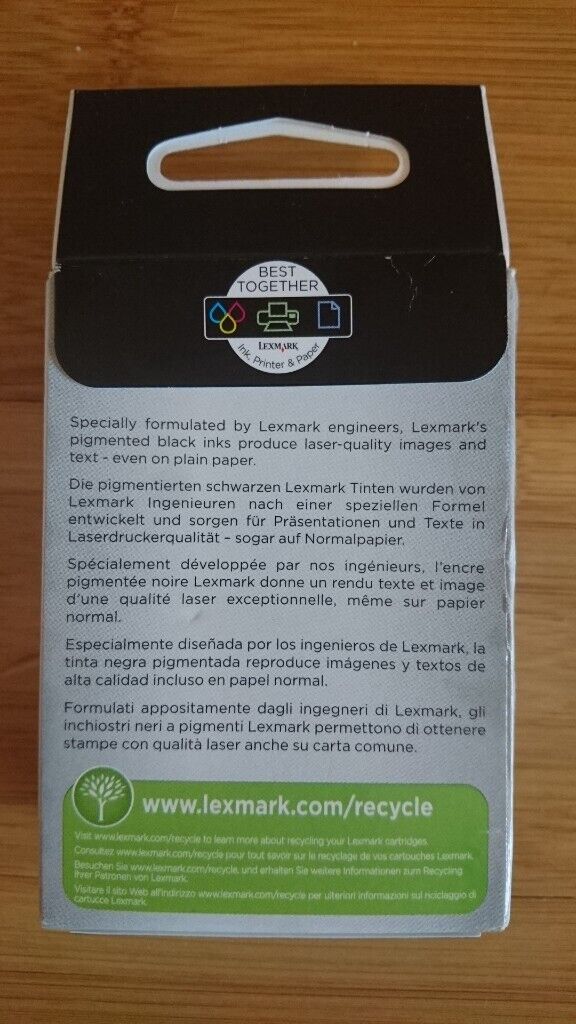 BEST
TOGETHER
LEXMARK
Ink, Printer & Paper
Specially formulated by Lexmark engineers, Lexmark's
pigmented black inks produce laser-quality images and
text - even on plain paper.
Die pigmentierten schwarzen Lexmark Tinten wurden von
Lexmark Ingenieuren nach einer speziellen Formel
entwickelt und sorgen für Präsentationen und Texte in
Laserdruckerqualität – sogar auf Normalpapier.
Spécialement développée par nos ingénieurs, l'encre
pigmentée noire Lexmark donne un rendu texte et image
d'une qualité laser exceptionnelle, même sur papier
normal.
Especialmente diseñada por los ingenieros de Lexmark, la
tinta negra pigmentada reproduce imágenes y textos de
alta calidad incluso en papel normal.
Formulati appositamente dagli ingegneri di Lexmark, gli
inchiostri neri a pigmenti Lexmark permettono di ottenere
stampe con qualità laser anche su carta comune.
www.lexmark.com/recycle
Visit www.lexmark.com/recycle to learn more about recycling your Lexmark cartridges.
Consultez www.lexmark.com/recycle pour tout savoir sur le recyclage de vos cartouches Lexmark.
Besuchen Sie www.lexmark.com/recycle, und erhalten Sie weitere Informationen zum Recycling
Ihrer Patronen von Lexmark.
Visitare il sito Web all'indirizzo www.lexmark.com/recycle per ulteriori informazioni sul riciclaggio di
cartucce Lexmark.